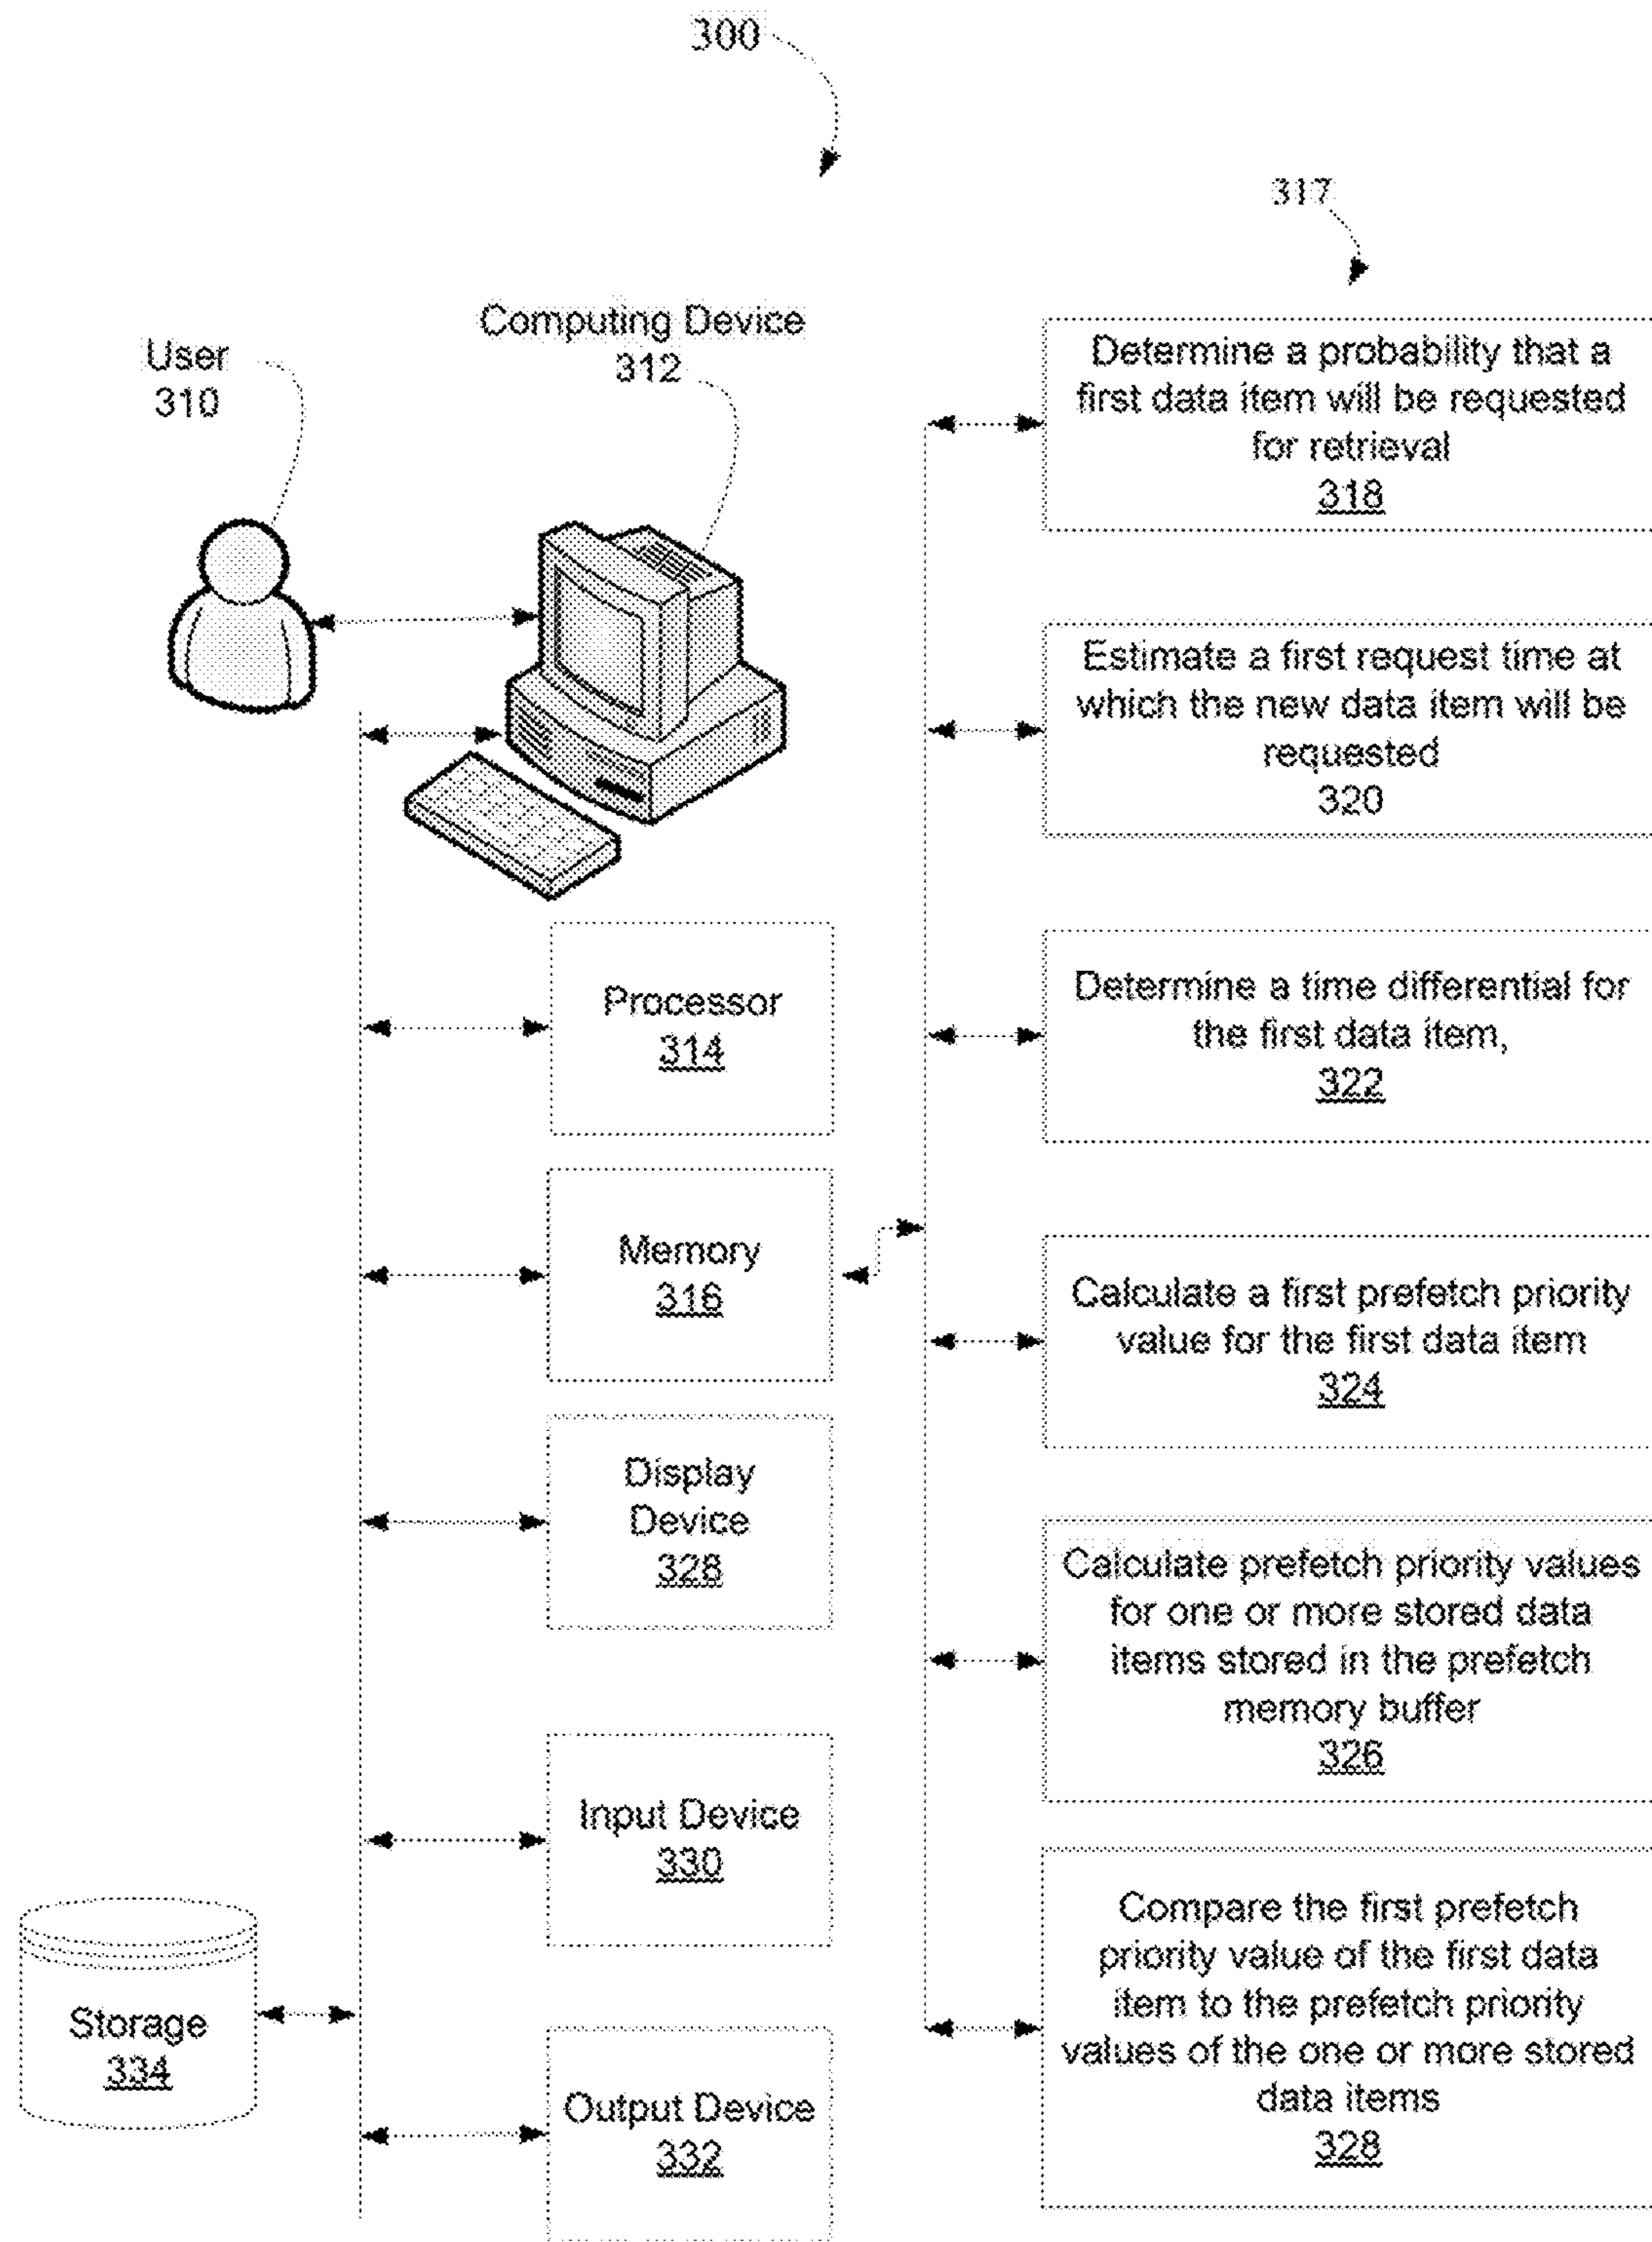 300
317
User
310
Computing Device
312
Processor
314
Memory
316
Display
Device
328
Input Device
330
Output Device
332
Storage
334
Determine a probability that a
first data item will be requested
for retrieval
318
Estimate a first request time at
which the new data item will be
requested
320
Determine a time differential for
the first data item,
322
Calculate a first prefetch priority
value for the first data item
324
Calculate prefetch priority values
for one or more stored data
items stored in the prefetch
memory buffer
326
Compare the first prefetch
priority value of the first data
item to the prefetch priority
values of the one or more stored
data items
328